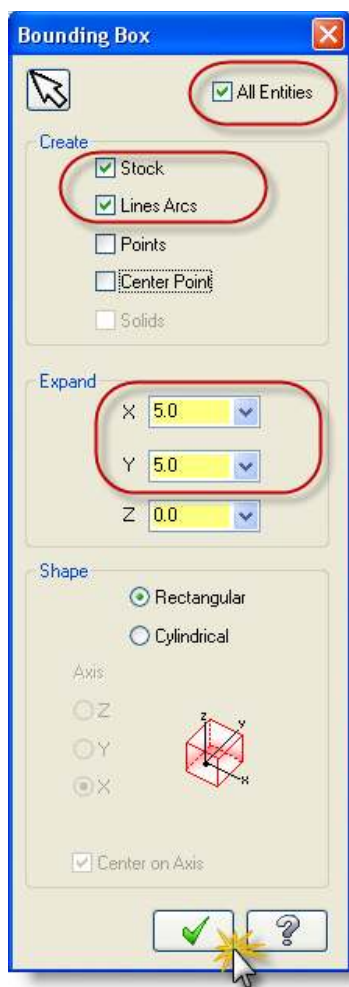 Bounding Box
All Entities
Create
Stock
Lines Arcs
Points
Center Point
Solids
Expand
X 5.0
Y 5.0
Z 0.0
Shape
Rectangular
Cylindrical
Axis
Z
Y
X
z
y
x
Center on Axis
?